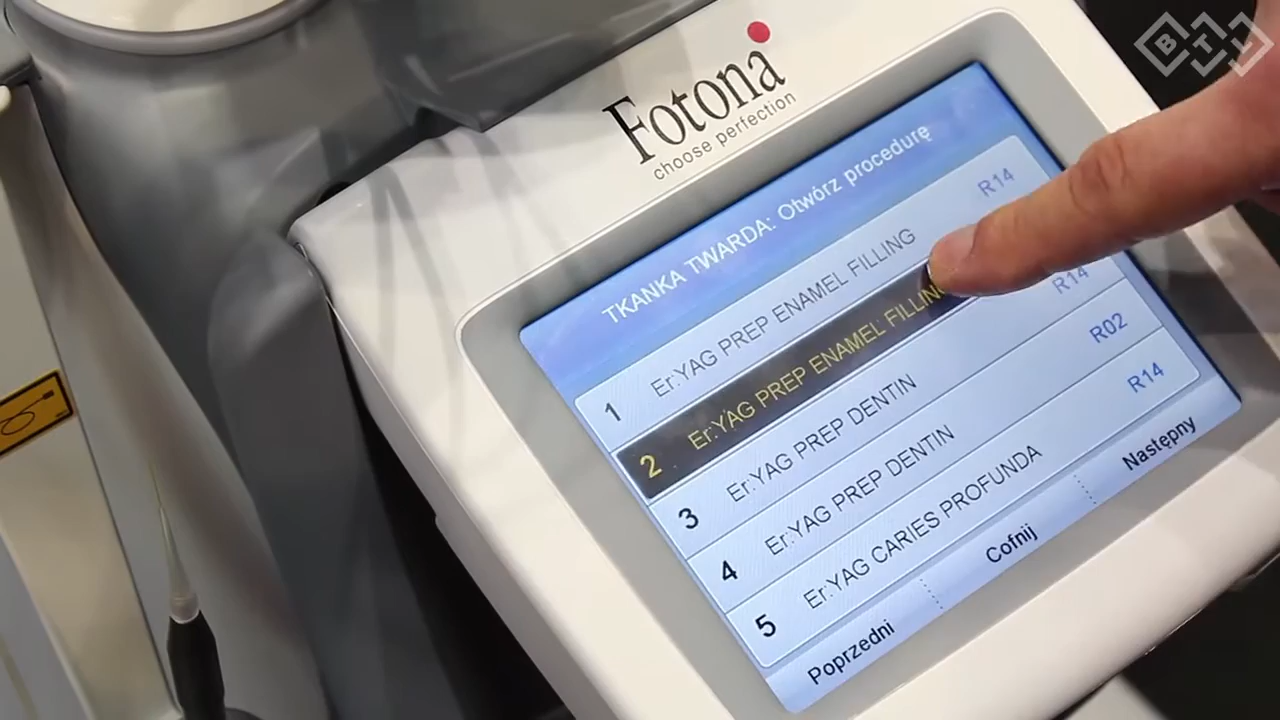 BTL
Fotona
choose perfection
TKANKA TWARDA: Otwórz procedurę
1 Er:YAG PREP ENAMEL FILLING R14
2 Er:YAG PREP ENAMEL FILLING
3 Er:YAG PREP DENTIN R14
4 Er:YAG PREP DENTIN R02
5 Er:YAG CARIES PROFUNDA R14
Poprzedni Cofnij Następny